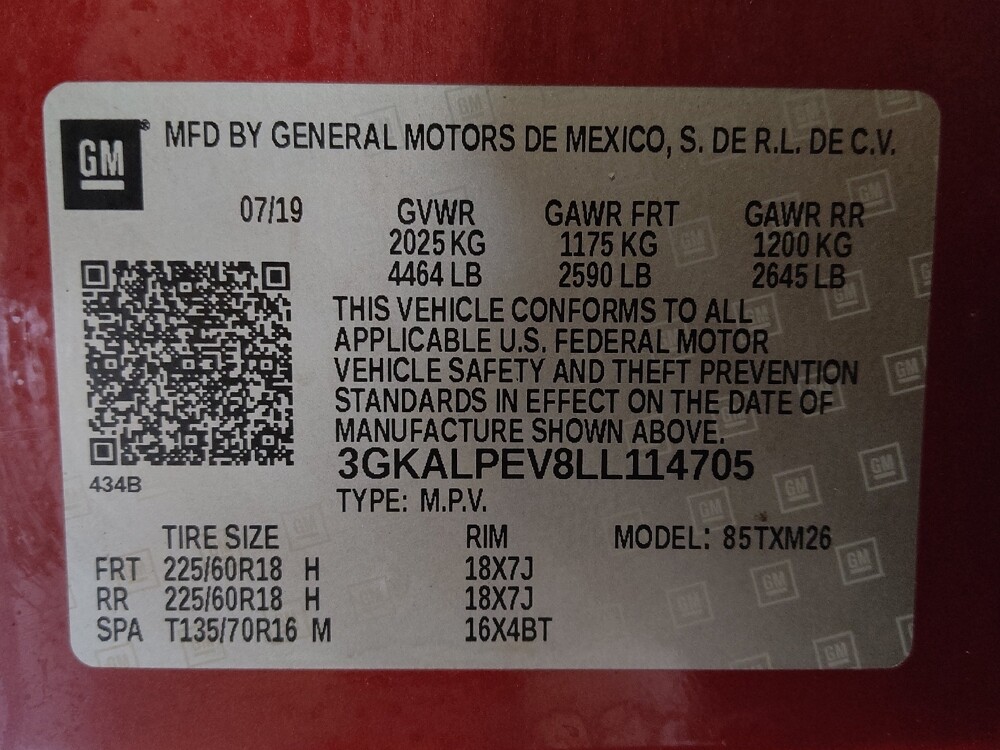 GM® MFD BY GENERAL MOTORS DE MEXICO, S. DE R.L. DE C.V.
07/19 GVWR GAWR FRT GAWR RR
2025 KG 1175 KG 1200 KG
4464 LB 2590 LB 2645 LB
THIS VEHICLE CONFORMS TO ALL
APPLICABLE U.S. FEDERAL MOTOR
VEHICLE SAFETY AND THEFT PREVENTION
STANDARDS IN EFFECT ON THE DATE OF
MANUFACTURE SHOWN ABOVE.
3GKALPEV8LL114705
434B
TYPE: M.P.V.
TIRE SIZE RIM MODEL: 85TXM26
FRT 225/60R18 H 18X7J
RR 225/60R18 H 18X7J
SPA T135/70R16 M 16X4BT